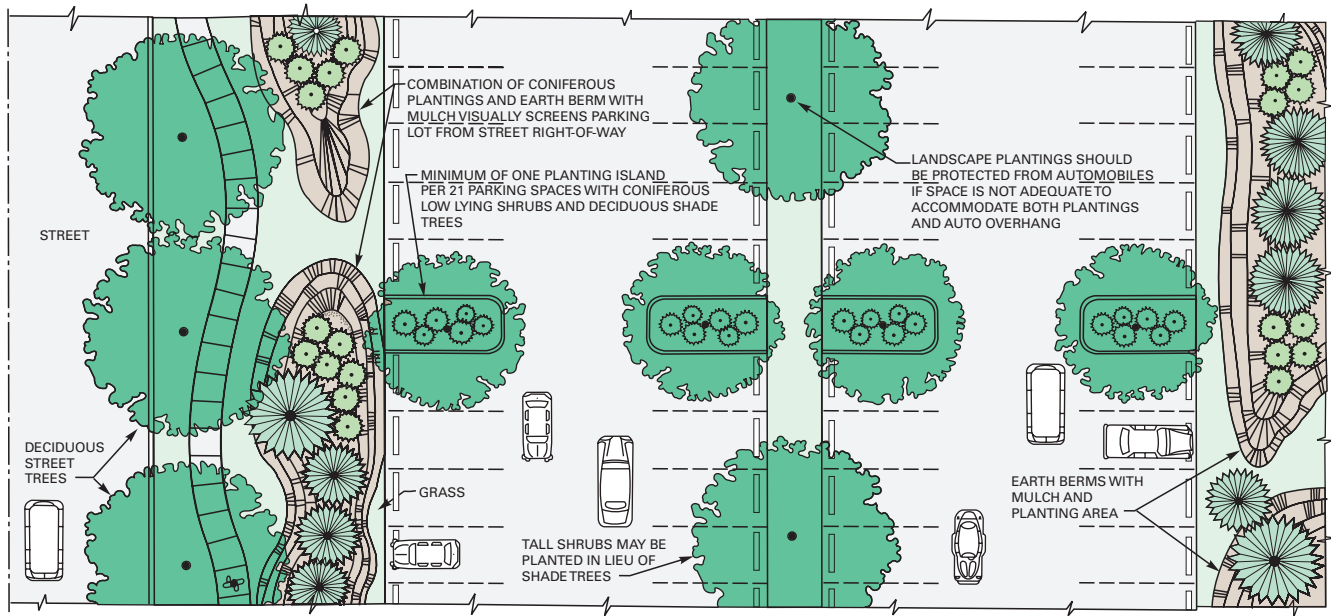 COMBINATION OF CONIFEROUS
PLANTINGS AND EARTH BERM WITH
MULCH VISUALLY SCREENS PARKING
LOT FROM STREET RIGHT-OF-WAY
MINIMUM OF ONE PLANTING ISLAND
PER 21 PARKING SPACES WITH CONIFEROUS
LOW LYING SHRUBS AND DECIDUOUS SHADE
TREES
LANDSCAPE PLANTINGS SHOULD
BE PROTECTED FROM AUTOMOBILES
IF SPACE IS NOT ADEQUATE TO
ACCOMMODATE BOTH PLANTINGS
AND AUTO OVERHANG
STREET
DECIDUOUS
STREET
TREES
GRASS
TALL SHRUBS MAY BE
PLANTED IN LIEU OF
SHADE TREES
EARTH BERMS WITH
MULCH AND
PLANTING AREA